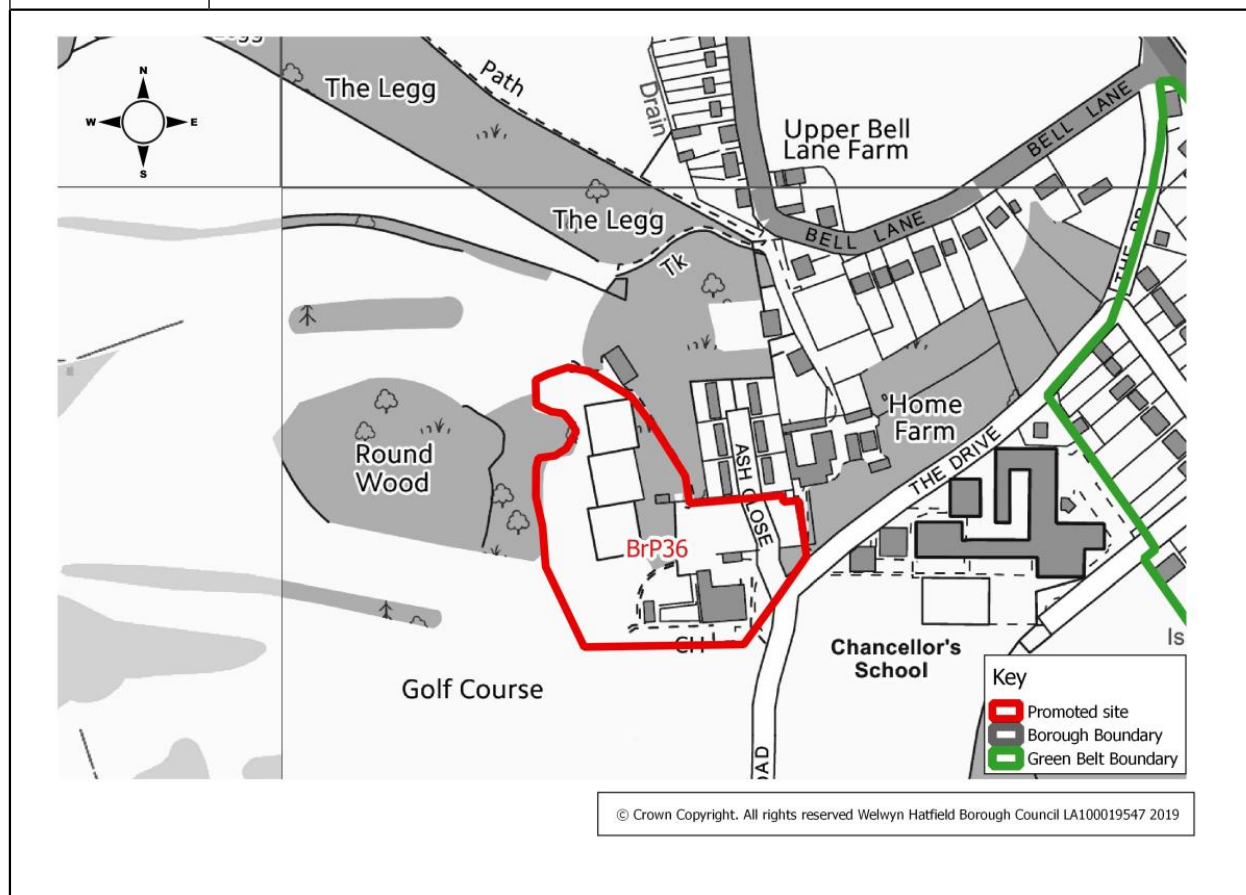 Legg
N
W
E
S
The Legg
Path
Drain
Upper Bell
Lane Farm
BELL LANE
The Legg
BELL LANE
Tk
Home
Farm
Round
Wood
ASH CLOSE
THE DRIVE
BrP36
CH
Chancellor's
School
Golf Course
Key
Promoted site
Borough Boundary
Green Belt Boundary
© Crown Copyright. All rights reserved Welwyn Hatfield Borough Council LA100019547 2019